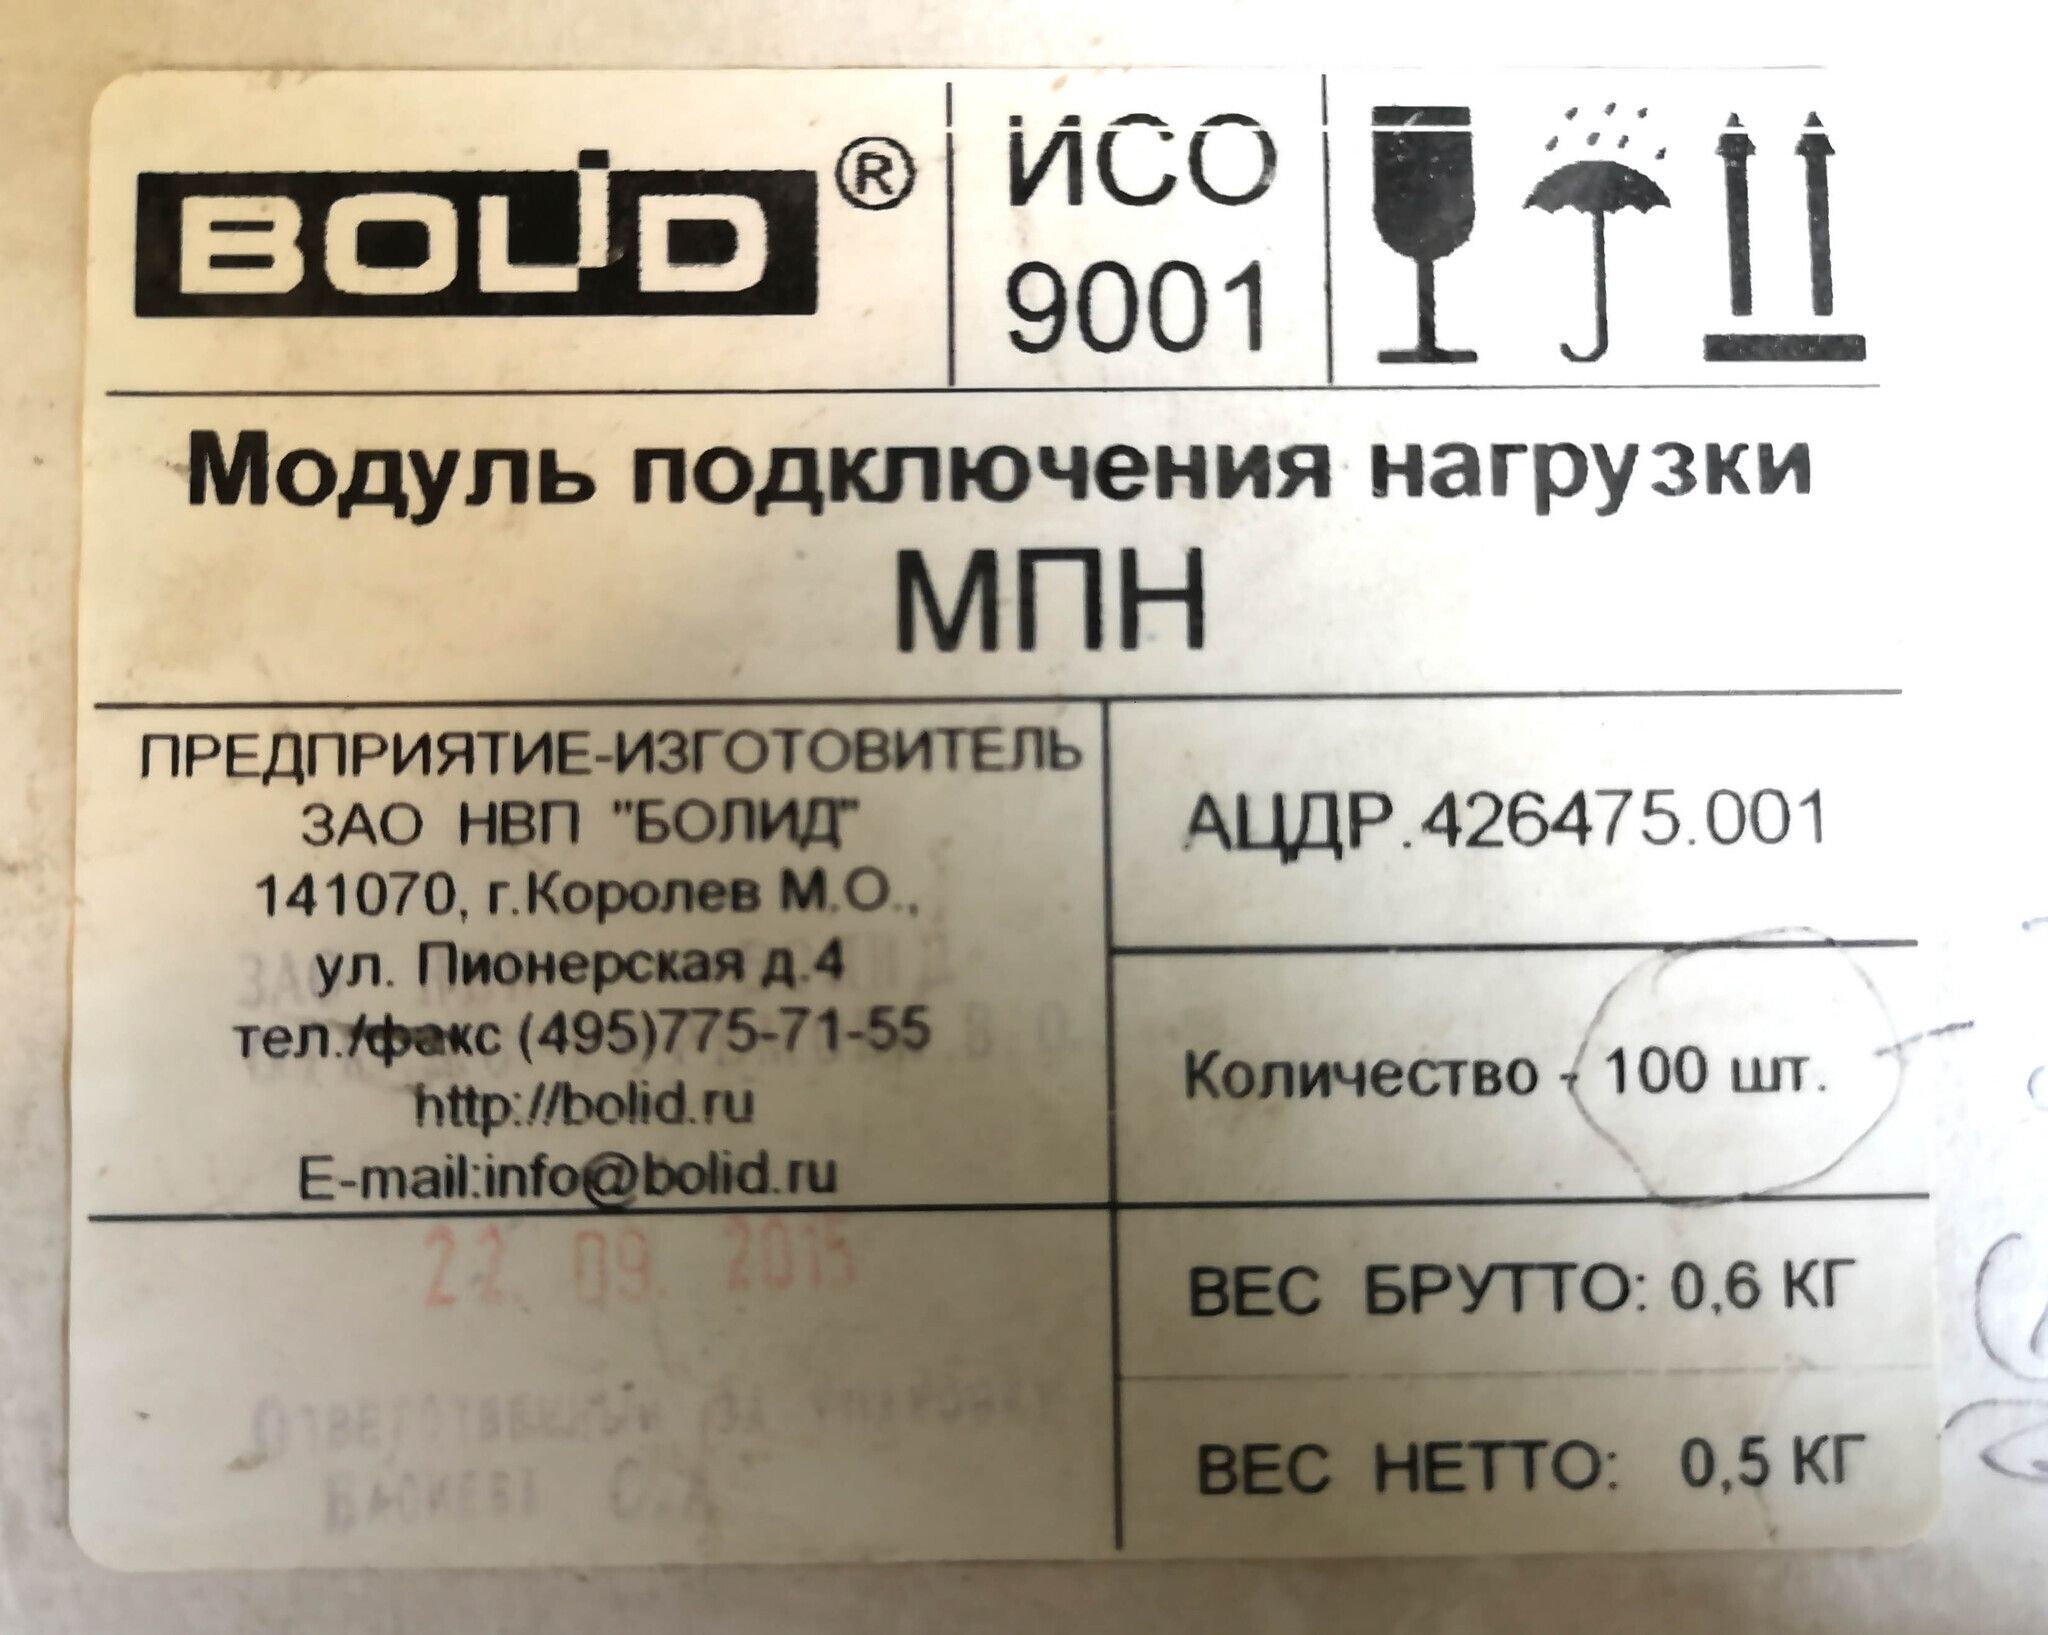 BOLiD ®
ИСО
9001
Модуль подключения нагрузки
МПН
ПРЕДПРИЯТИЕ-ИЗГОТОВИТЕЛЬ
ЗАО НВП "БОЛИД"
141070, г.Королев М.О.,
ул. Пионерская д.4
тел./факс (495)775-71-55
http://bolid.ru
E-mail:info@bolid.ru
АЦДР.426475.001
Количество - 100 шт.
22. 09. 2015
ВЕС БРУТТО: 0,6 КГ
ВЕС НЕТТО: 0,5 КГ